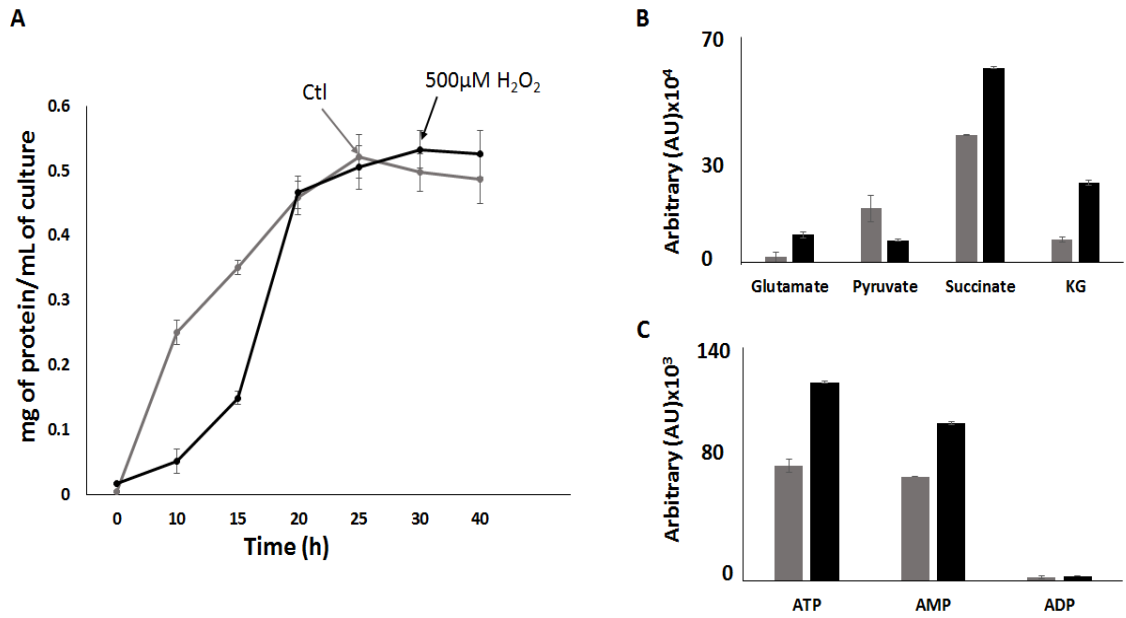 A
mg of protein/mL of culture
0.6
0.5
0.4
0.3
0.2
0.1
0
Ctl
500µM H₂O₂
0 10 15 20 25 30 40
Time (h)
B
Arbitrary (AU)x10⁴
70
30
0
Glutamate Pyruvate Succinate KG
C
Arbitrary (AU)x10³
140
80
0
ATP AMP ADP